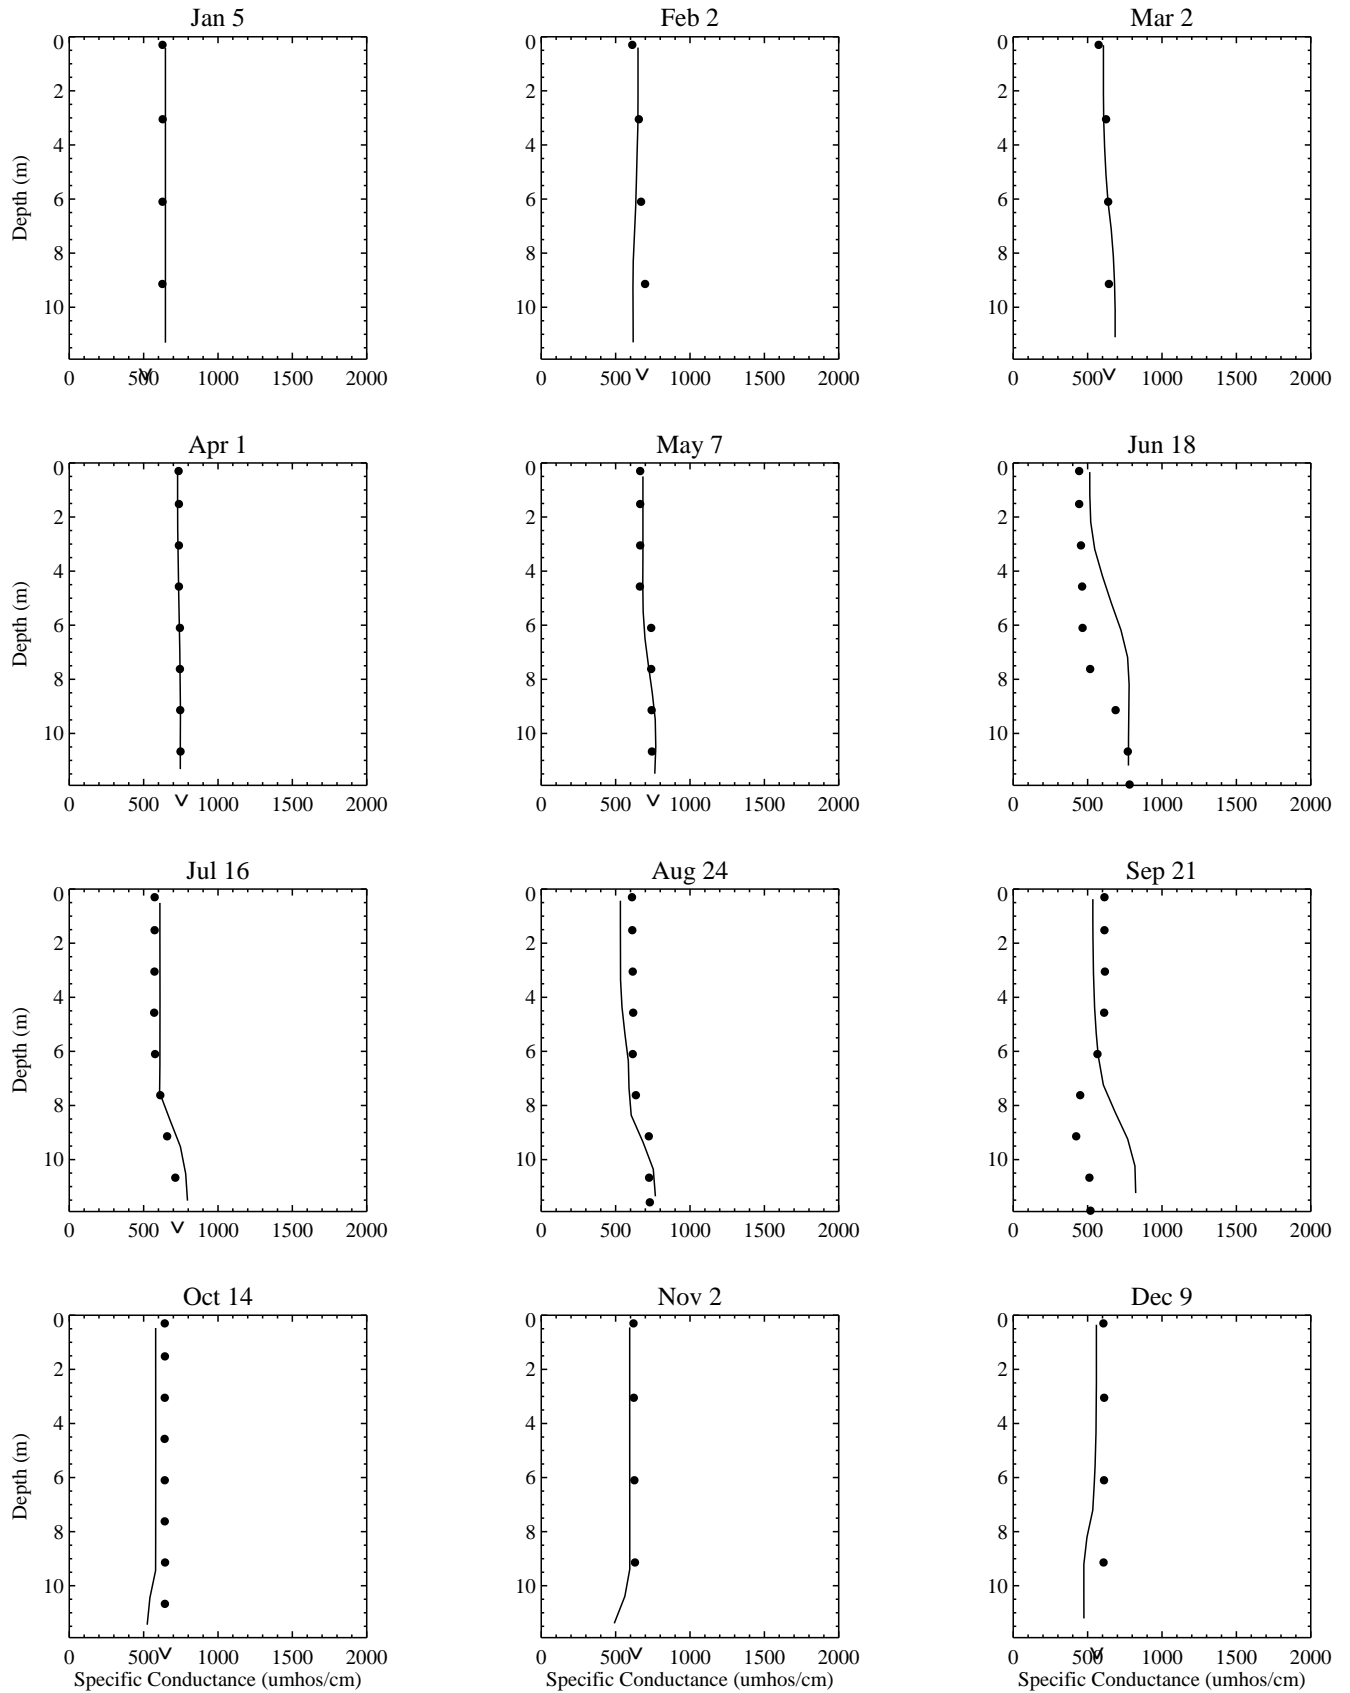 Jan 5 Feb 2 Mar 2
0 0 0
2 2 2
4 4 4
Depth (m)
6 6 6
8 8 8
10 10 10
0 500 1000 1500 2000 0 500 1000 1500 2000 0 500 1000 1500 2000
Apr 1 May 7 Jun 18
0 0 0
2 2 2
4 4 4
Depth (m)
6 6 6
8 8 8
10 10 10
0 500 1000 1500 2000 0 500 1000 1500 2000 0 500 1000 1500 2000
Jul 16 Aug 24 Sep 21
0 0 0
2 2 2
4 4 4
Depth (m)
6 6 6
8 8 8
10 10 10
0 500 1000 1500 2000 0 500 1000 1500 2000 0 500 1000 1500 2000
Oct 14 Nov 2 Dec 9
0 0 0
2 2 2
4 4 4
Depth (m)
6 6 6
8 8 8
10 10 10
0 500 1000 1500 2000 0 500 1000 1500 2000 0 500 1000 1500 2000
Specific Conductance (umhos/cm) Specific Conductance (umhos/cm) Specific Conductance (umhos/cm)